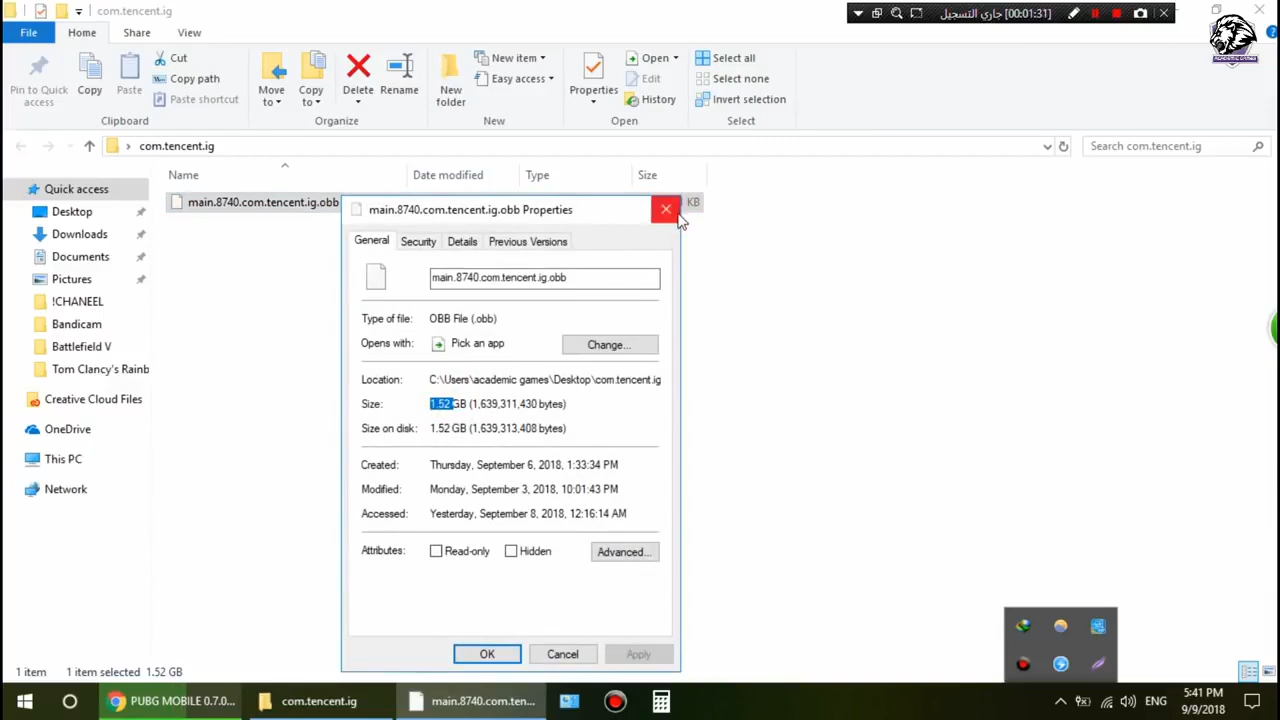 com.tencent.ig
جاري التسجيل [00:01:31]
File Home Share View
Pin to Quick access
Copy
Paste
Cut
Copy path
Paste shortcut
Clipboard
Move to
Copy to
Delete
Rename
Organize
New folder
New item
Easy access
New
Properties
Open
Edit
History
Open
Select all
Select none
Invert selection
Select
ACADEMIC GAMES
com.tencent.ig
Search com.tencent.ig
Name Date modified Type Size
Quick access
Desktop
Downloads
Documents
Pictures
!CHANEEL
Bandicam
Battlefield V
Tom Clancy's Rainb
Creative Cloud Files
OneDrive
This PC
Network
main.8740.com.tencent.ig.obb
KB
main.8740.com.tencent.ig.obb Properties
General Security Details Previous Versions
main.8740.com.tencent.ig.obb
Type of file: OBB File (.obb)
Opens with: Pick an app Change...
Location: C:\Users\academic games\Desktop\com.tencent.ig
Size: 1.52 GB (1,639,311,430 bytes)
Size on disk: 1.52 GB (1,639,313,408 bytes)
Created: Thursday, September 6, 2018, 1:33:34 PM
Modified: Monday, September 3, 2018, 10:01:43 PM
Accessed: Yesterday, September 8, 2018, 12:16:14 AM
Attributes: Read-only Hidden Advanced...
OK Cancel Apply
1 item 1 item selected 1.52 GB
PUBG MOBILE 0.7.0...
com.tencent.ig
main.8740.com.ten...
ENG
5:41 PM
9/9/2018